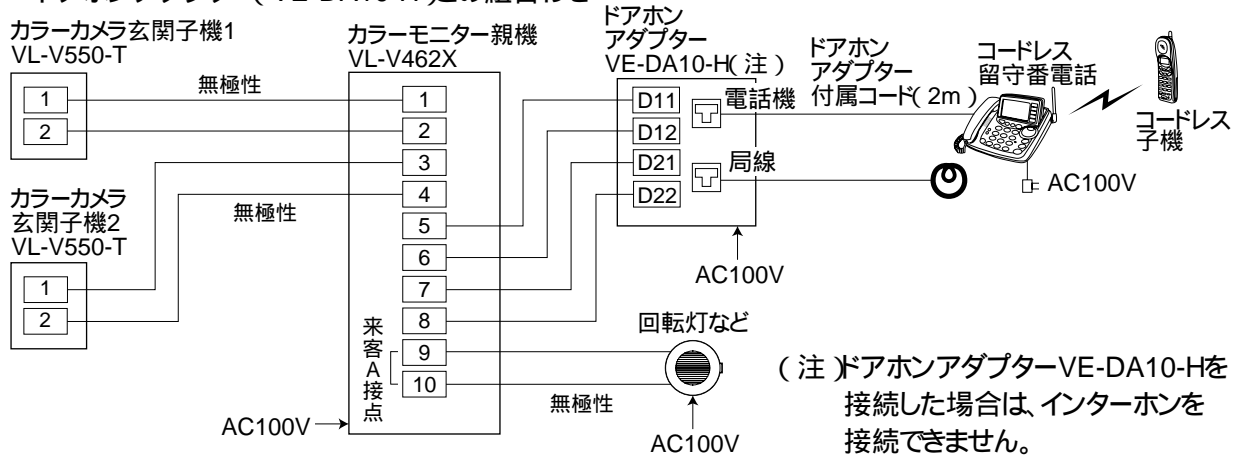 カラーカメラ玄関子機1
VL-V550-T
1
2
無極性
カラーカメラ
玄関子機2
VL-V550-T
1
2
無極性
カラーモニター親機
VL-V462X
1
2
3
4
5
6
7
8
9
10
来客A接点
AC100V
ドアホン
アダプター
VE-DA10-H(注)
D11
D12
D21
D22
電話機
局線
AC100V
ドアホン
アダプター
付属コード(2m)
コードレス
留守番電話
コードレス
子機
AC100V
回転灯など
無極性
AC100V
(注)ドアホンアダプターVE-DA10-Hを
接続した場合は、インターホンを
接続できません。